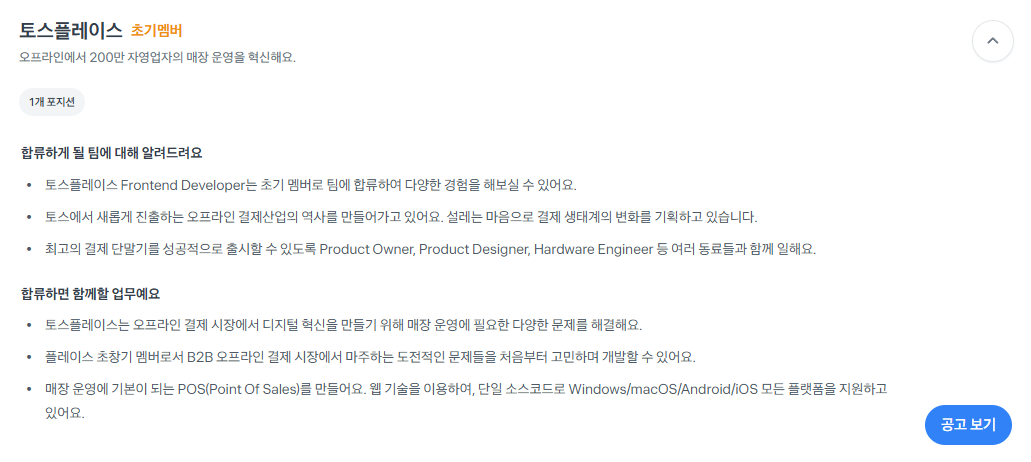 토스플레이스 초기멤버
오프라인에서 200만 자영업자의 매장 운영을 혁신해요.
1개 포지션
합류하게 될 팀에 대해 알려드려요
• 토스플레이스 Frontend Developer는 초기 멤버로 팀에 합류하여 다양한 경험을 해보실 수 있어요.
• 토스에서 새롭게 진출하는 오프라인 결제산업의 역사를 만들어가고 있어요. 설레는 마음으로 결제 생태계의 변화를 기획하고 있습니다.
• 최고의 결제 단말기를 성공적으로 출시할 수 있도록 Product Owner, Product Designer, Hardware Engineer 등 여러 동료들과 함께 일해요.
합류하면 함께할 업무예요
• 토스플레이스는 오프라인 결제 시장에서 디지털 혁신을 만들기 위해 매장 운영에 필요한 다양한 문제를 해결해요.
• 플레이스 초창기 멤버로서 B2B 오프라인 결제 시장에서 마주하는 도전적인 문제들을 처음부터 고민하며 개발할 수 있어요.
• 매장 운영에 기본이 되는 POS(Point Of Sales)를 만들어요. 웹 기술을 이용하여, 단일 소스코드로 Windows/macOS/Android/iOS 모든 플랫폼을 지원하고
있어요.
공고 보기